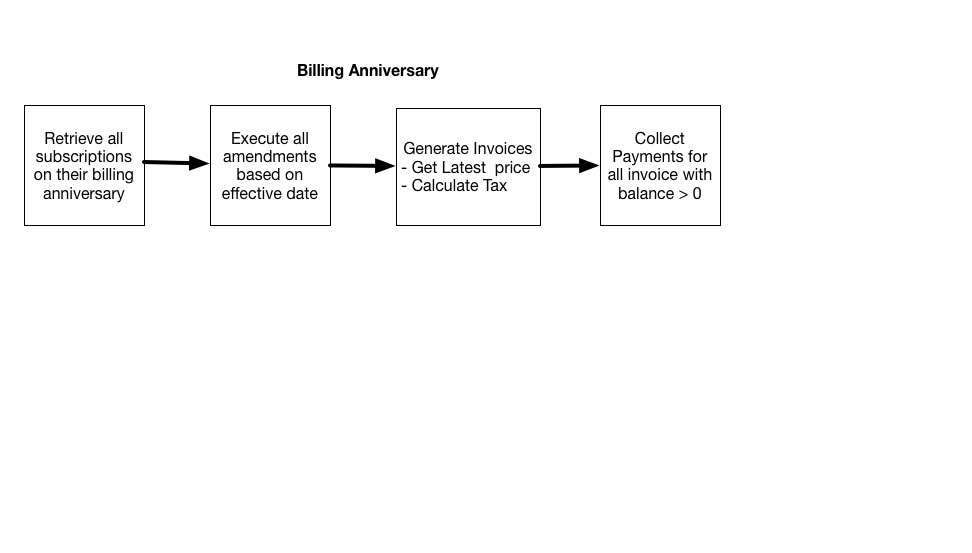 Billing Anniversary
Retrieve all
subscriptions
on their billing
anniversary
Execute all
amendments
based on
effective date
Generate Invoices
- Get Latest  price
- Calculate Tax
Collect
Payments for
all invoice with
balance > 0